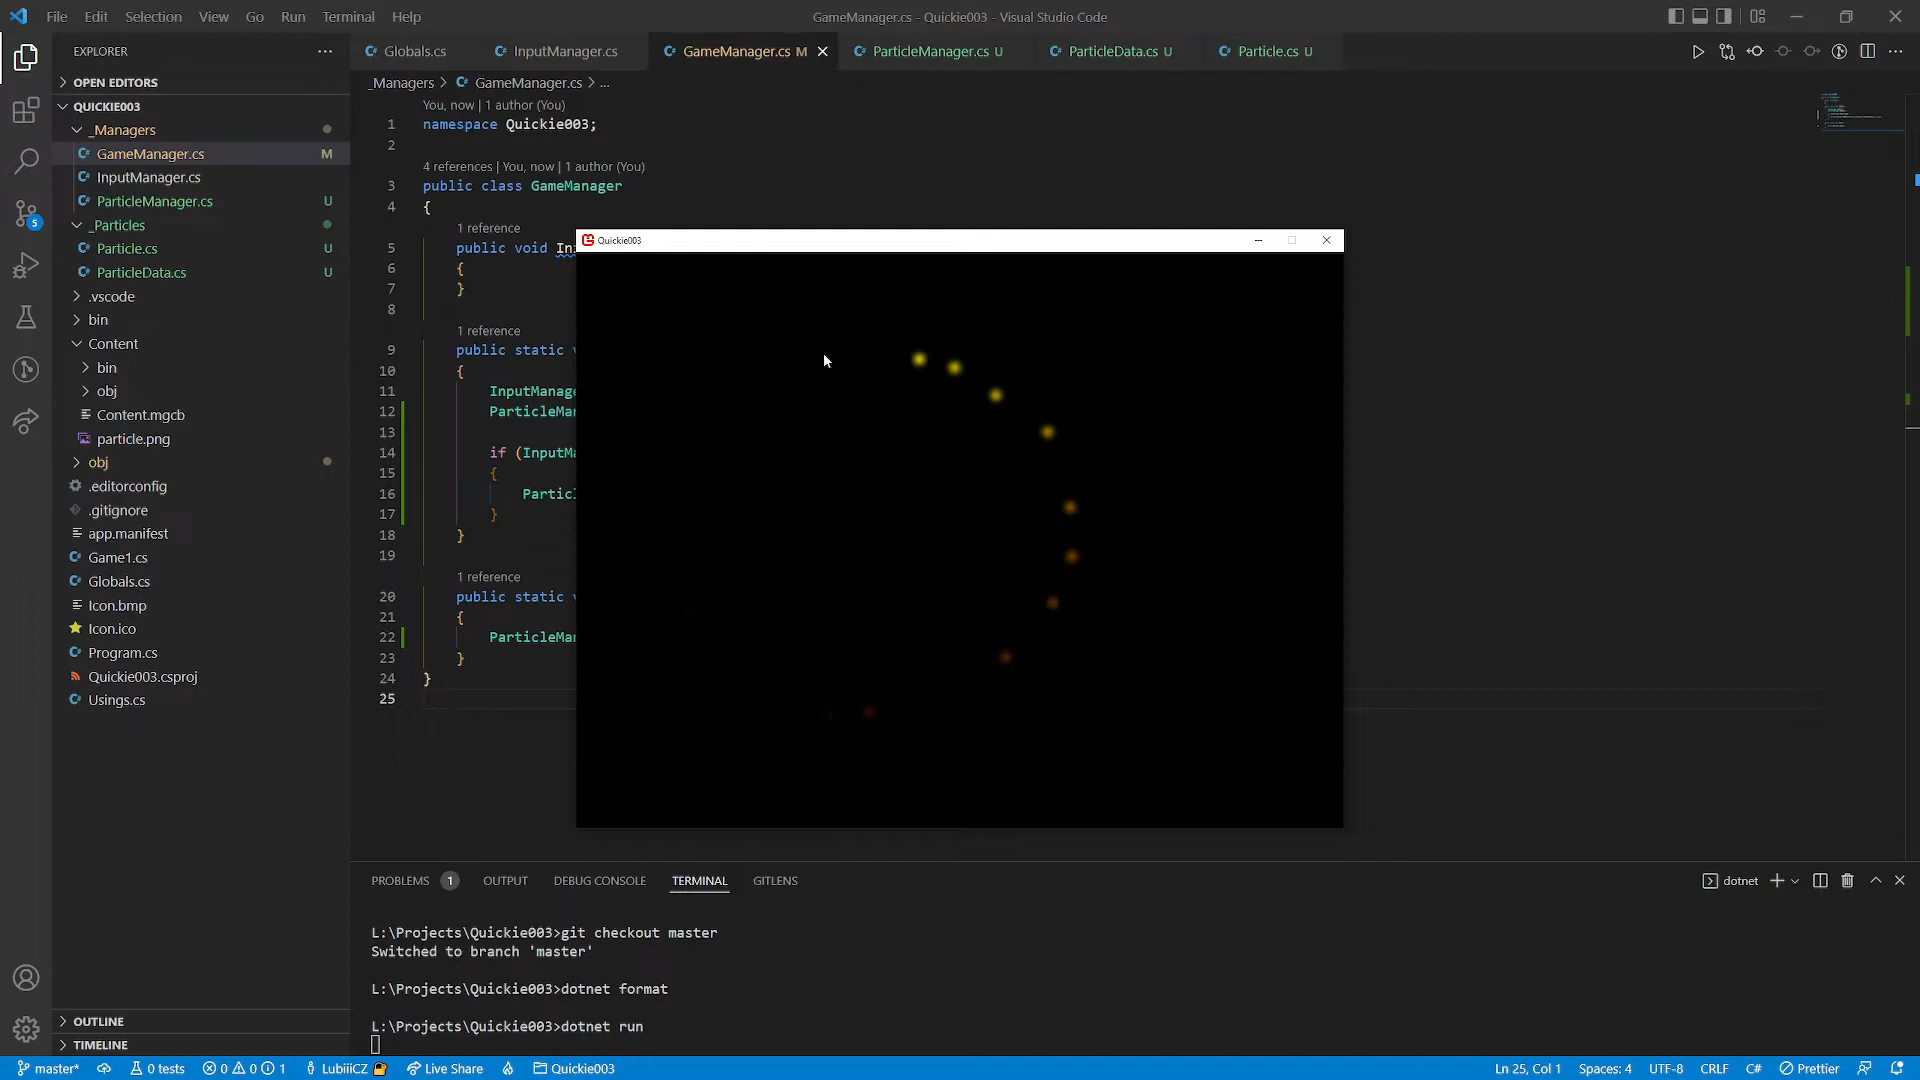 File Edit Selection View Go Run Terminal Help
GameManager.cs - Quickie003 - Visual Studio Code
EXPLORER
OPEN EDITORS
QUICKIE003
_Managers
GameManager.cs M
InputManager.cs
ParticleManager.cs U
_Particles
Particle.cs U
ParticleData.cs U
.vscode
bin
Content
bin
obj
Content.mgcb
particle.png
obj
.editorconfig
.gitignore
app.manifest
Game1.cs
Globals.cs
Icon.bmp
Icon.ico
Program.cs
Quickie003.csproj
Usings.cs
OUTLINE
TIMELINE
5
Globals.cs InputManager.cs GameManager.cs M ParticleManager.cs U ParticleData.cs U Particle.cs U
_Managers > GameManager.cs > ...
You, now | 1 author (You)
1 namespace Quickie003;
2
4 references | You, now | 1 author (You)
3 public class GameManager
4 {
1 reference
5 public void In
6 {
7 }
8
1 reference
9 public static v
10 {
11 InputManage
12 ParticleMan
13
14 if (InputMa
15 {
16 Particl
17 }
18 }
19
1 reference
20 public static v
21 {
22 ParticleMan
23 }
24 }
25
Quickie003
PROBLEMS 1 OUTPUT DEBUG CONSOLE TERMINAL GITLENS
dotnet
L:\Projects\Quickie003>git checkout master
Switched to branch 'master'
L:\Projects\Quickie003>dotnet format
L:\Projects\Quickie003>dotnet run
master* 0 tests 0 0 1 LubiiiCZ Live Share Quickie003
Ln 25, Col 1 Spaces: 4 UTF-8 CRLF C# Prettier